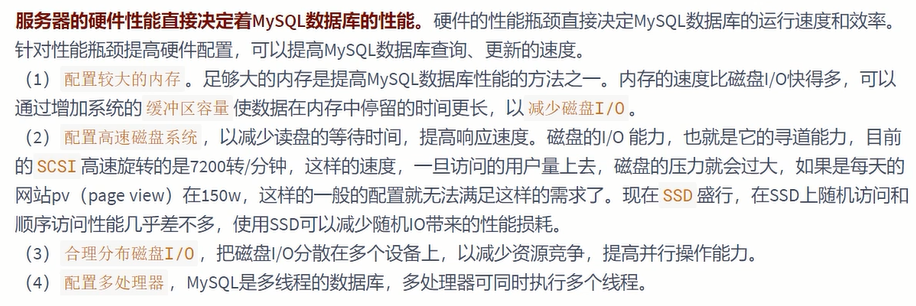 服务器的硬件性能直接决定着MySQL数据库的性能。硬件的性能瓶颈直接决定MySQL数据库的运行速度和效率。
针对性能瓶颈提高硬件配置，可以提高MySQL数据库查询、更新的速度。
（1）配置较大的内存。足够大的内存是提高MySQL数据库性能的方法之一。内存的速度比磁盘I/O快得多，可以
通过增加系统的缓冲区容量使数据在内存中停留的时间更长，以减少磁盘I/O。
（2）配置高速磁盘系统，以减少读盘的等待时间，提高响应速度。磁盘的I/O 能力，也就是它的寻道能力，目前
的SCSI高速旋转的是7200转/分钟，这样的速度，一旦访问的用户量上去，磁盘的压力就会过大，如果是每天的
网站pv（page view）在150w，这样的一般的配置就无法满足这样的需求了。现在SSD盛行，在SSD上随机访问和
顺序访问性能几乎差不多，使用SSD可以减少随机IO带来的性能损耗。
（3）合理分布磁盘I/O，把磁盘I/O分散在多个设备上，以减少资源竞争，提高并行操作能力。
（4）配置多处理器，MySQL是多线程的数据库，多处理器可同时执行多个线程。